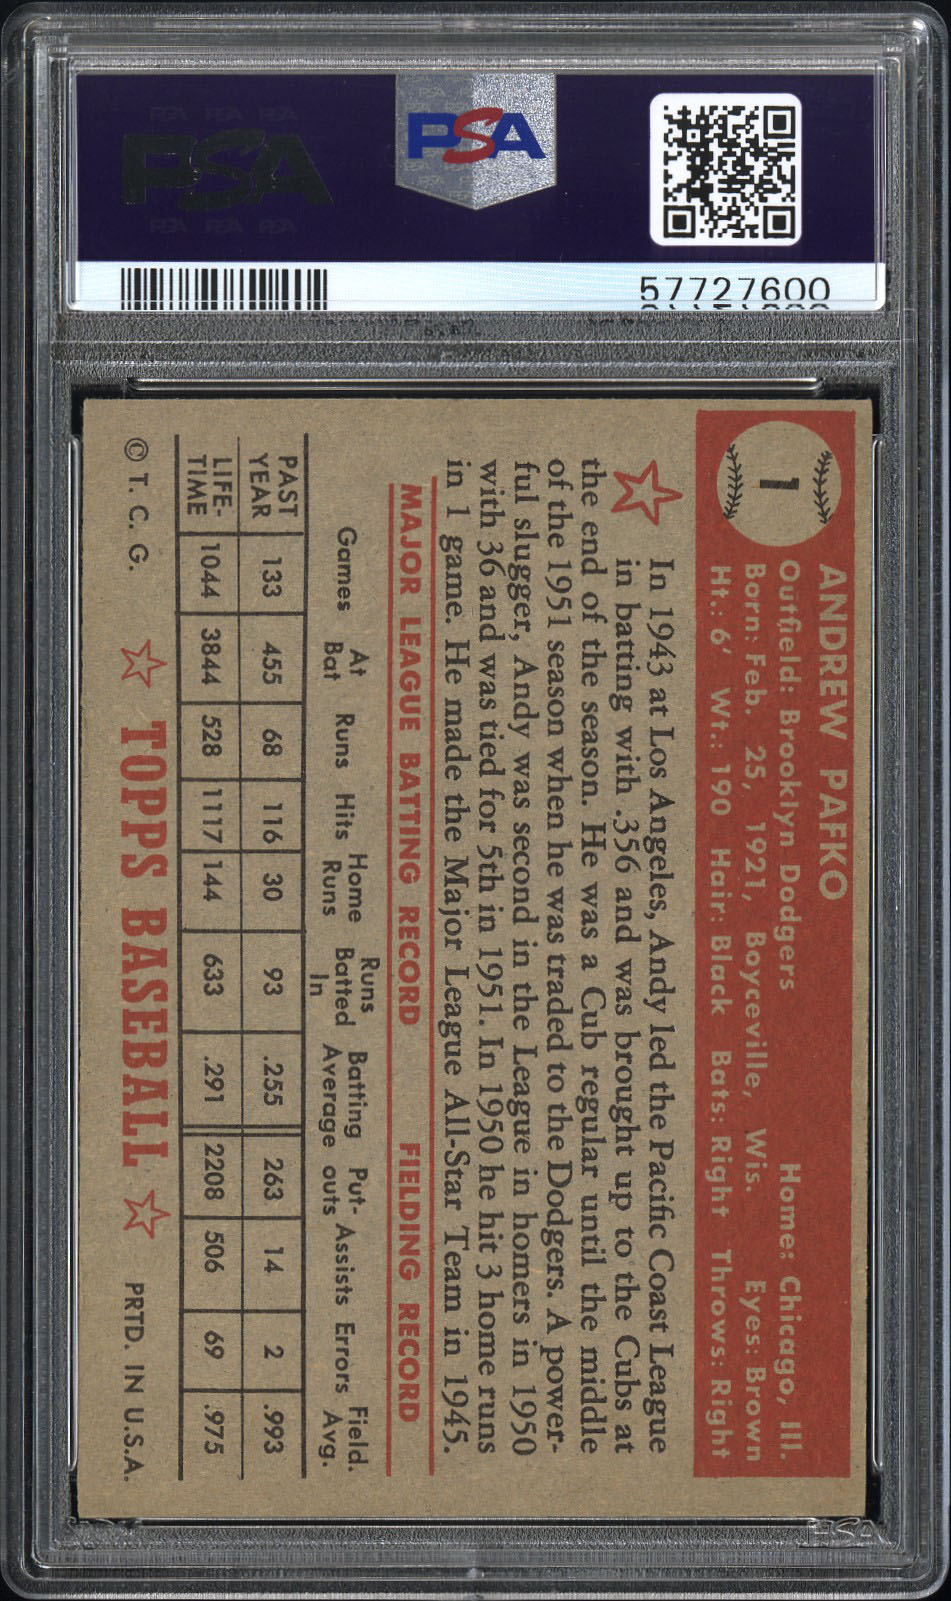 PSA
PSA
57727600
1
ANDREW PAFKO
Outfield: Brooklyn Dodgers Home: Chicago, Ill.
Born: Feb. 25, 1921, Boyceville, Wis. Eyes: Brown
Ht.: 6' Wt.: 190 Hair: Black Bats: Right Throws: Right
In 1943 at Los Angeles, Andy led the Pacific Coast League
in batting with .356 and was brought up to the Cubs at
the end of the season. He was a Cub regular until the middle
of the 1951 season when he was traded to the Dodgers. A power-
ful slugger, Andy was second in the League in homers in 1950
with 36 and was tied for 5th in 1951. In 1950 he hit 3 home runs
in 1 game. He made the Major League All-Star Team in 1945.
MAJOR LEAGUE BATTING RECORD FIELDING RECORD
Games At Bat Runs Hits Home Runs Runs Batted In Batting Average Put-outs Assists Errors Field. Avg.
PAST YEAR 133 455 68 116 30 93 .255 263 14 2 .993
LIFE-TIME 1044 3844 528 1117 144 633 .291 2208 506 69 .975
© T. C. G. TOPPS BASEBALL PRTD. IN U.S.A.
PSA